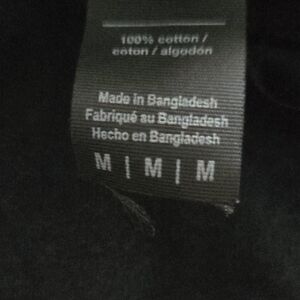 100% cotton /
coton / algodón
Made in Bangladesh
Fabriqué au Bangladesh
Hecho en Bangladesh
M | M | M